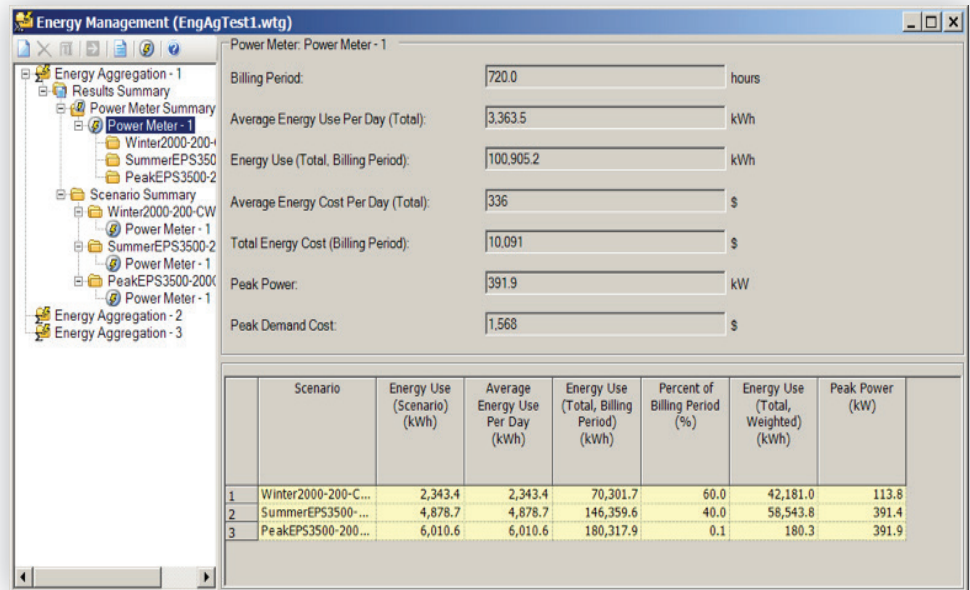 Energy Management (EngAgTest1.wtg)
Energy Aggregation - 1
Results Summary
Power Meter Summary
Power Meter - 1
Winter2000-200-
SummerEPS350
PeakEPS3500-2
Scenario Summary
Winter2000-200-CW
Power Meter - 1
SummerEPS3500-2
Power Meter - 1
PeakEPS3500-200
Power Meter - 1
Energy Aggregation - 2
Energy Aggregation - 3
Power Meter: Power Meter - 1
Billing Period: 720.0 hours
Average Energy Use Per Day (Total): 3,363.5 kWh
Energy Use (Total, Billing Period): 100,905.2 kWh
Average Energy Cost Per Day (Total): 336 $
Total Energy Cost (Billing Period): 10,091 $
Peak Power: 391.9 kW
Peak Demand Cost: 1,568 $
Scenario Energy Use Average Energy Use Percent of Energy Use Peak Power
(Scenario) Energy Use (Total, Billing Billing Period (Total, (kW)
(kWh) Per Day Period) (%) Weighted)
(kWh) (kWh) (kWh)
1 Winter2000-200-C... 2,343.4 2,343.4 70,301.7 60.0 42,181.0 113.8
2 SummerEPS3500-... 4,878.7 4,878.7 146,359.6 40.0 58,543.8 391.4
3 PeakEPS3500-200... 6,010.6 6,010.6 180,317.9 0.1 180.3 391.9